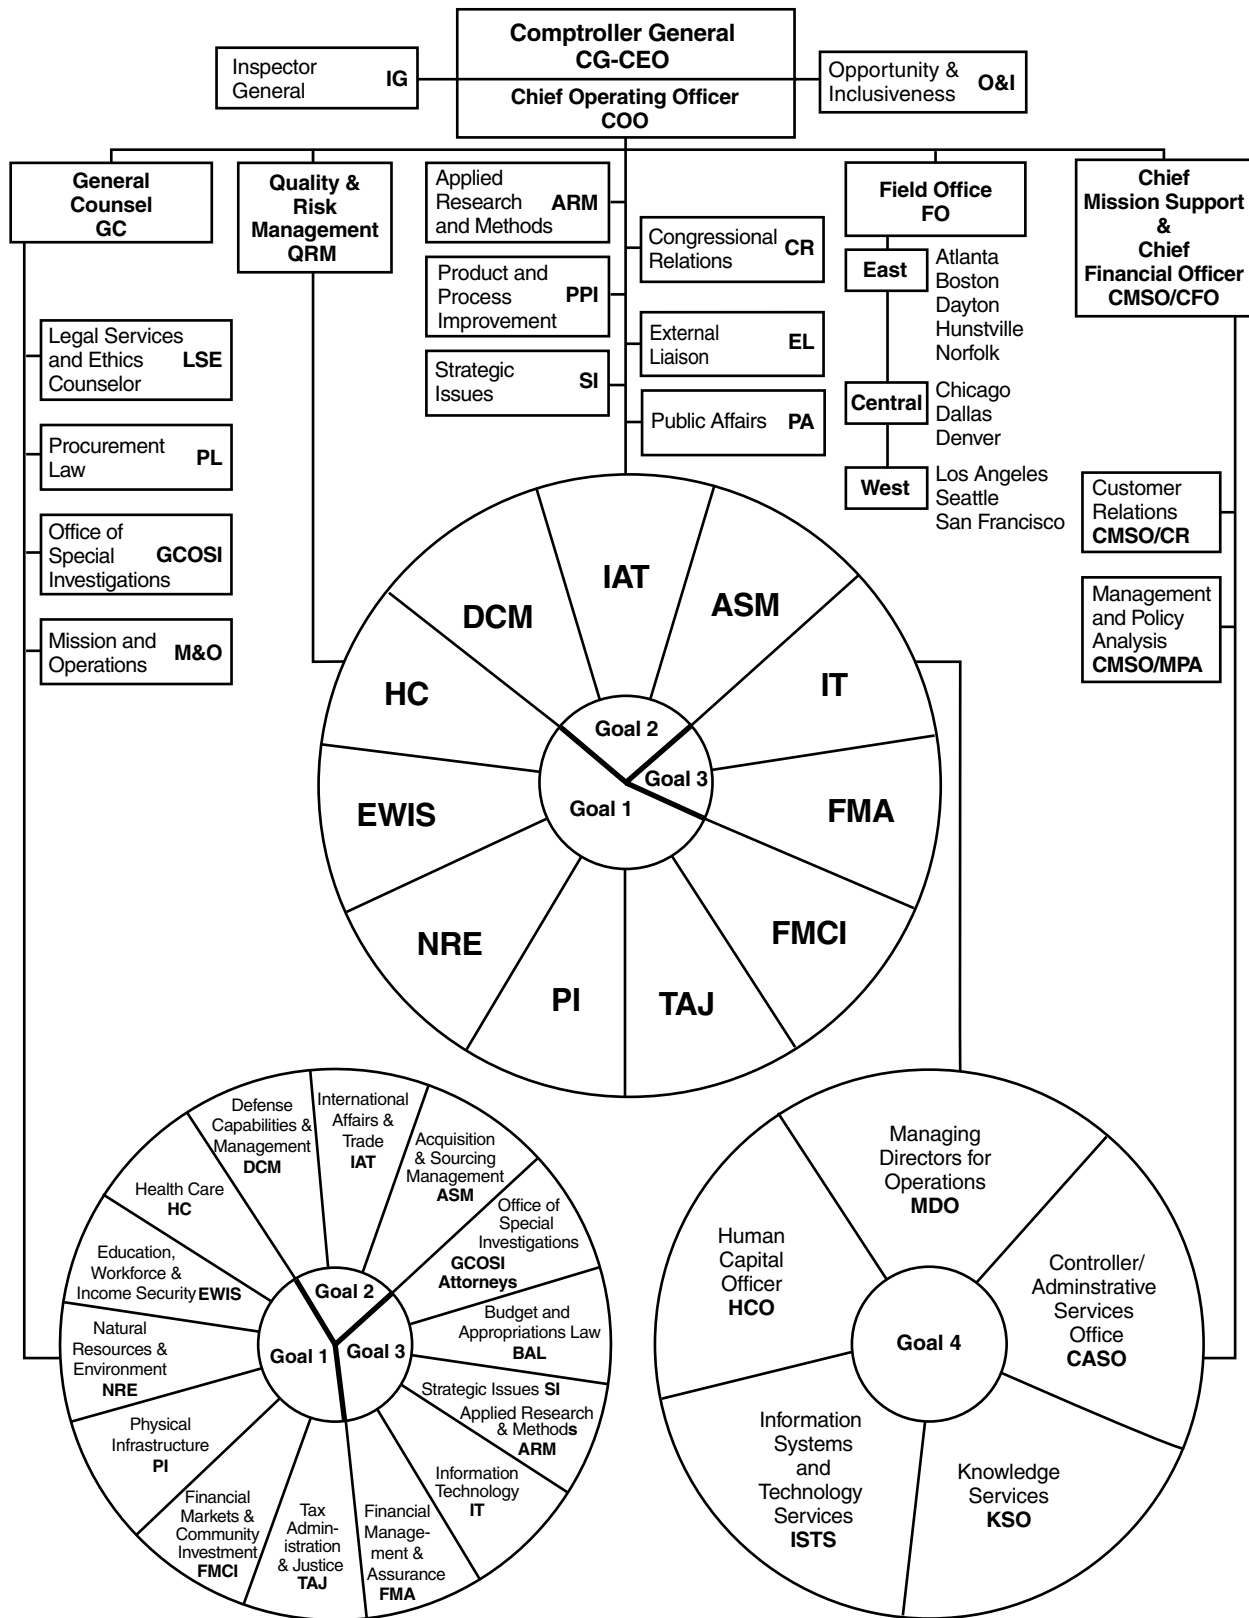 Comptroller General
CG-CEO
Chief Operating Officer
COO
Inspector
General
IG
Opportunity &
Inclusiveness
O&I
General
Counsel
GC
Quality &
Risk
Management
QRM
Applied
Research
and Methods
ARM
Congressional
Relations
CR
Product and
Process
Improvement
PPI
External
Liaison
EL
Strategic
Issues
SI
Public Affairs PA
Field Office
FO
East
Atlanta
Boston
Dayton
Hunstville
Norfolk
Central
Chicago
Dallas
Denver
West
Los Angeles
Seattle
San Francisco
Chief
Mission Support
&
Chief
Financial Officer
CMSO/CFO
Customer
Relations
CMSO/CR
Management
and Policy
Analysis
CMSO/MPA
Legal Services
and Ethics
Counselor
LSE
Procurement
Law
PL
Office of
Special
Investigations
GCOSI
Mission and
Operations
M&O
IAT
DCM
ASM
HC
IT
EWIS
FMA
NRE
FMCI
PI
TAJ
Goal 2
Goal 3
Goal 1
Defense
Capabilities &
Management
DCM
International
Affairs &
Trade
IAT
Acquisition
& Sourcing
Management
ASM
Health Care
HC
Office of
Special
Investigations
GCOSI
Attorneys
Education,
Workforce &
Income Security EWIS
Budget and
Appropriations Law
BAL
Natural
Resources &
Environment
NRE
Goal 2
Goal 1
Goal 3
Strategic Issues SI
Applied Research
& Methods
ARM
Physical
Infrastructure
PI
Information
Technology
IT
Financial
Markets &
Community
Investment
FMCI
Tax
Admin-
istration
& Justice
TAJ
Financial
Manage-
ment &
Assurance
FMA
Managing
Directors for
Operations
MDO
Human
Capital
Officer
HCO
Controller/
Adminstrative
Services
Office
CASO
Goal 4
Information
Systems
and
Technology
Services
ISTS
Knowledge
Services
KSO